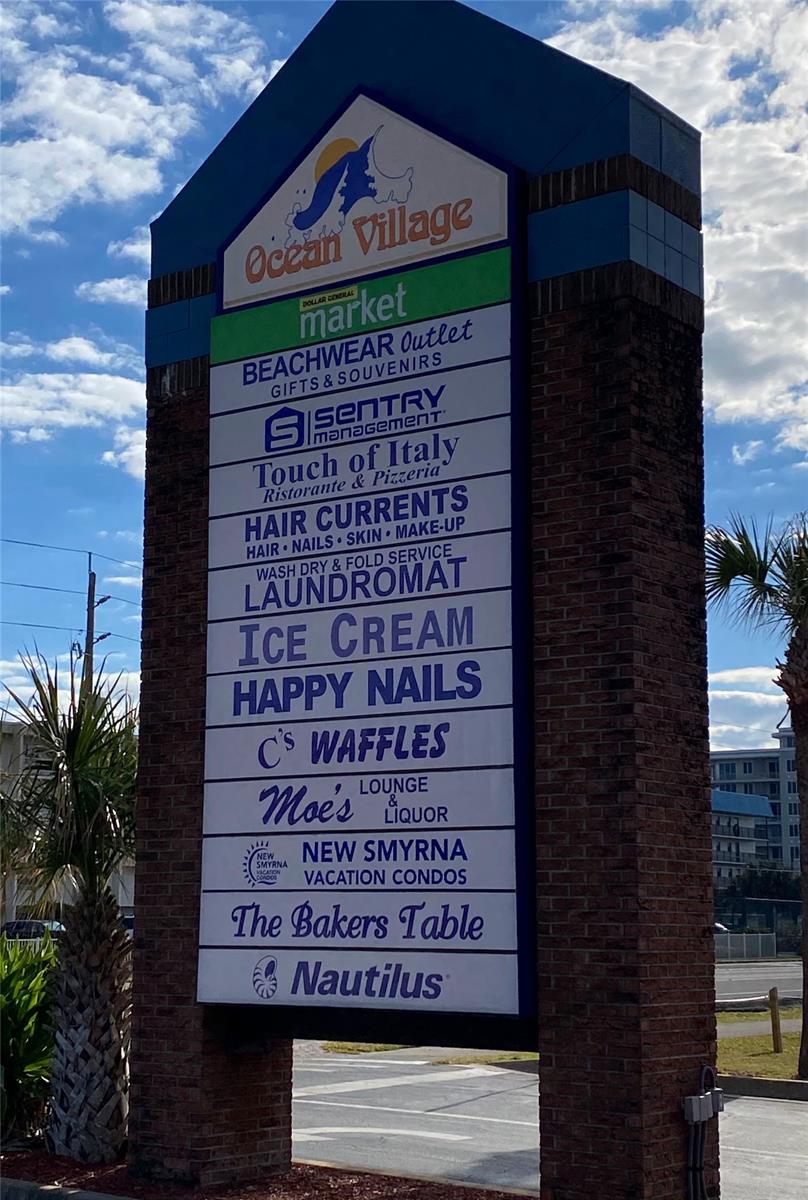 Ocean Village
DOLLAR GENERAL
market
BEACHWEAR Outlet
GIFTS & SOUVENIRS
S SENTRY
management
Touch of Italy
Ristorante & Pizzeria
HAIR CURRENTS
HAIR • NAILS • SKIN • MAKE-UP
WASH DRY & FOLD SERVICE
LAUNDROMAT
ICE CREAM
HAPPY NAILS
C's WAFFLES
Moe's LOUNGE
&
LIQUOR
NEW
SMYRNA
VACATION
CONDOS
NEW SMYRNA
VACATION CONDOS
The Bakers Table
Nautilus